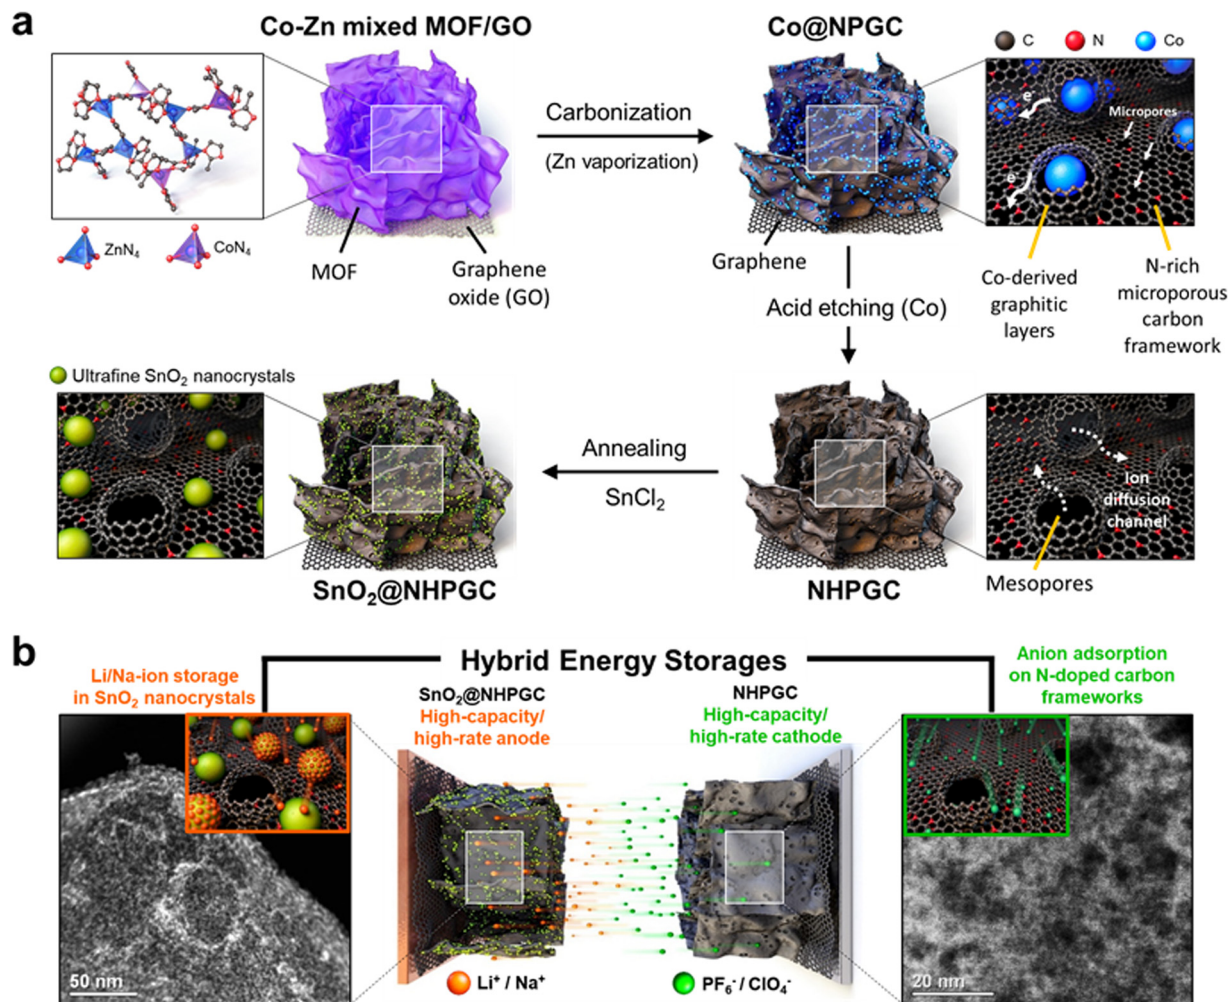 a
Co-Zn mixed MOF/GO
Co@NPGC
C
N
Co
Carbonization
(Zn vaporization)
e⁻
Micropores
e⁻
ZnN₄
CoN₄
MOF
Graphene
oxide (GO)
Graphene
Co-derived
graphitic
layers
N-rich
microporous
carbon
framework
Acid etching (Co)
Ultrafine SnO₂ nanocrystals
Annealing
SnCl₂
Ion
diffusion
channel
Mesopores
SnO₂@NHPGC
NHPGC
b
Hybrid Energy Storages
Li/Na-ion storage
in SnO₂ nanocrystals
SnO₂@NHPGC
High-capacity/
high-rate anode
NHPGC
High-capacity/
high-rate cathode
Anion adsorption
on N-doped carbon
frameworks
50 nm
Li⁺ / Na⁺
PF₆⁻ / ClO₄⁻
20 nm